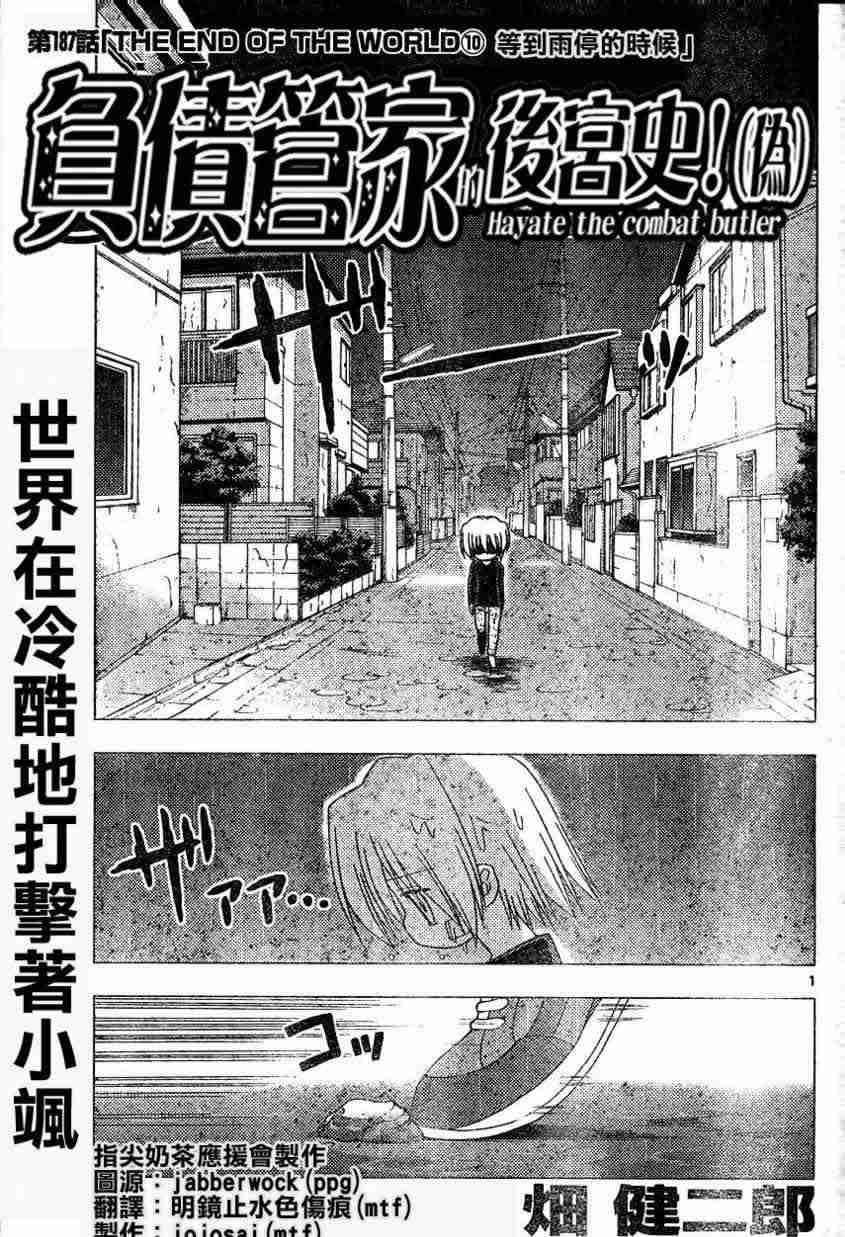 第187話「THE END OF THE WORLD⑩ 等到雨停的時候」
負債管家的後宮史!(偽)
Hayate the combat butler
世界在冷酷地打擊著小颯
ザァッ
ザァァァ…
1
コッ
指尖奶茶應援會製作
圖源：jabberwock(ppg)
翻譯：明鏡止水色傷痕(mtf)
製作：jojosai(mtf)
畑 健二郎